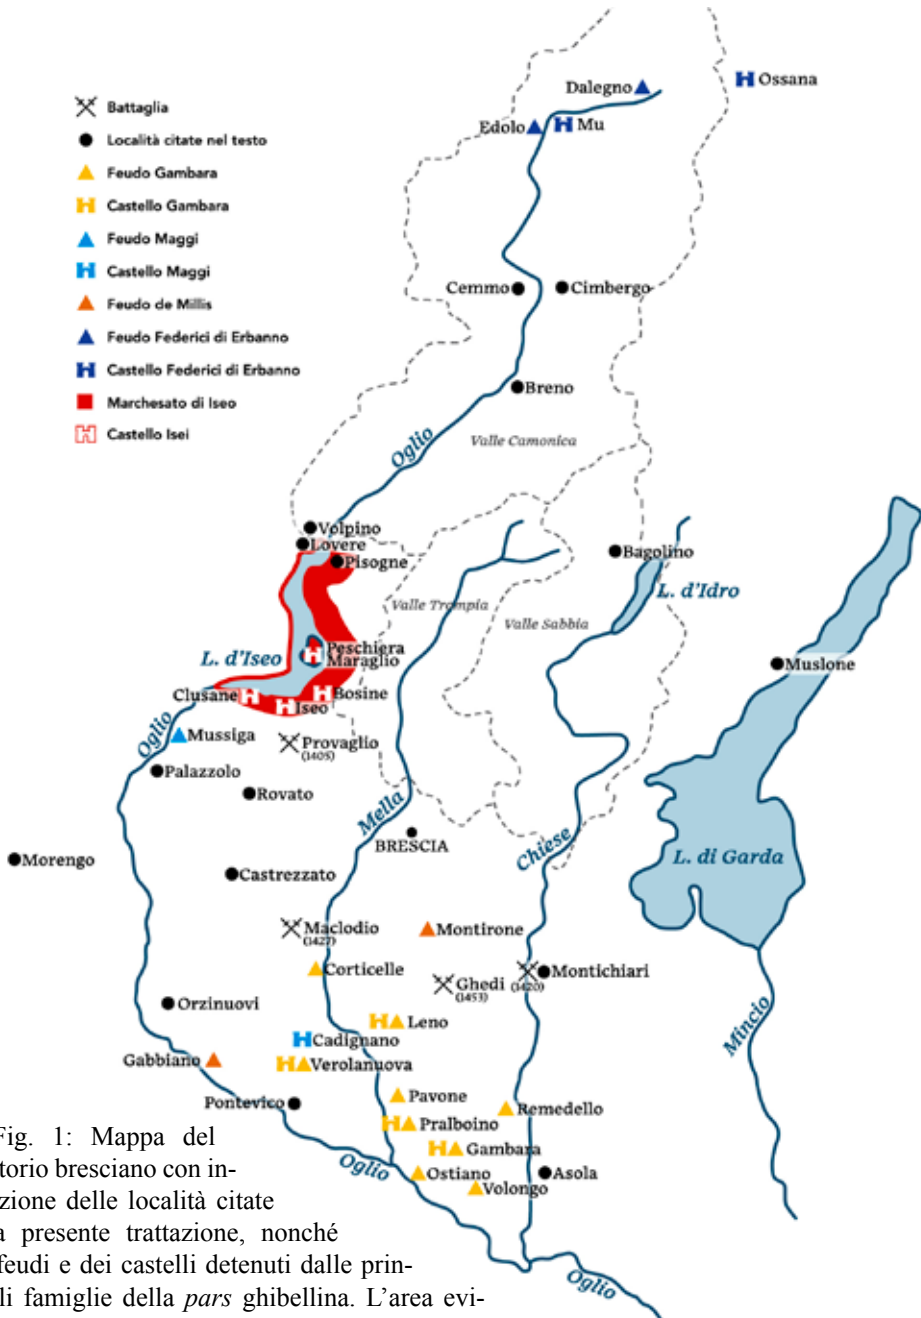 Battaglia
Località citate nel testo
Feudo Gambara
Castello Gambara
Feudo Maggi
Castello Maggi
Feudo de Millis
Feudo Federici di Erbanno
Castello Federici di Erbanno
Marchesato di Iseo
Castello Isei
Dalegno
Ossana
Edolo
Mu
Cemmo
Cimbergo
Breno
Oglio
Valle Camonica
Volpino
Lovere
Pisogne
Bagolino
L. d'Idro
Valle Trompia
Valle Sabbia
L. d'Iseo
Peschiera
Maraglio
Muslone
Clusane
Bosine
Iseo
Oglio
Mussiga
Provaglio
(1405)
Palazzolo
Rovato
Mella
BRESCIA
Chiese
L. di Garda
Morengo
Castrezzato
Maclodio
(1427)
Montirone
Corticelle
Ghedi
(1453)
(1420)
Montichiari
Orzinuovi
Leno
Mincio
Cadignano
Gabbiano
Verolanuova
Pontevico
Pavone
Remedello
Pralboino
Gambara
Oglio
Ostiano
Asola
Volongo
Oglio
Fig. 1: Mappa del
torio bresciano con in-
zione delle località citate
a presente trattazione, nonché
feudi e dei castelli detenuti dalle prin-
li famiglie della pars ghibellina. L'area evi-